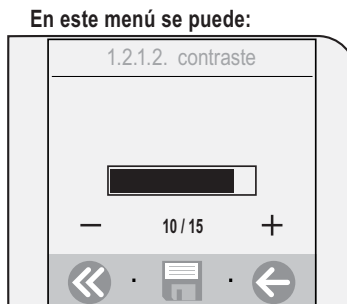 En este menú se puede:
1.2.1.2. contraste
— 10 / 15 +